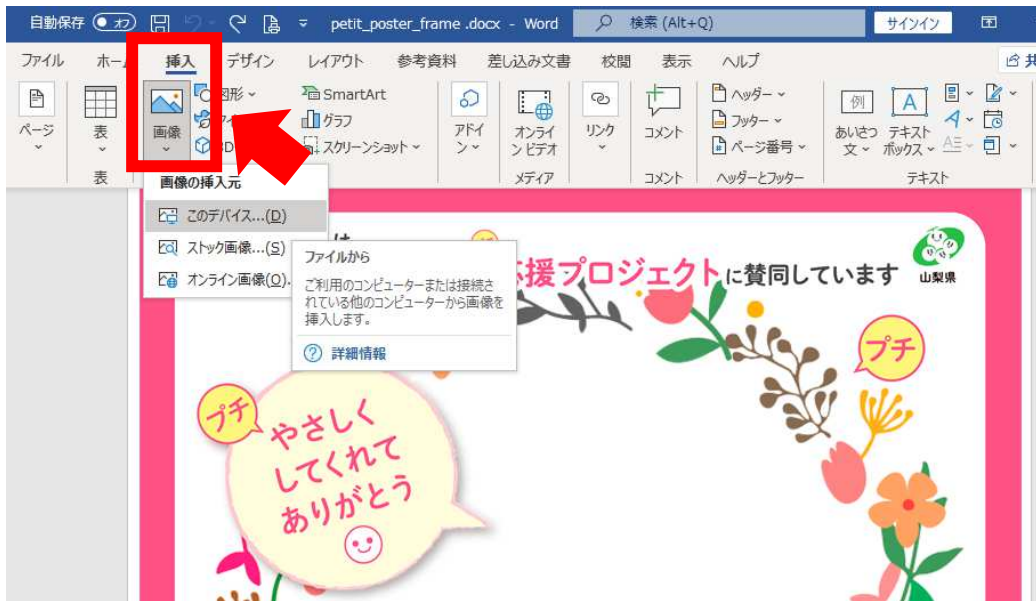 自動保存 オフ petit_poster_frame .docx - Word 検索 (Alt+Q) サインイン
ファイル ホーム 挿入 デザイン レイアウト 参考資料 差し込み文書 校閲 表示 ヘルプ
図形 SmartArt ヘッダー 例 A
グラフ フッター
3D スクリーンショット ページ番号
ページ 表 画像 アドイ オンライ リンク コメント あいさつ テキスト
ン ンビデオ 文 ボックス
表 メディア コメント ヘッダーとフッター テキスト
画像の挿入元
このデバイス...(D)
ストック画像...(S)
オンライン画像(O)...
ファイルから
ご利用のコンピューターまたは接続さ
れている他のコンピューターから画像を
挿入します。
詳細情報
は
援プロジェクトに賛同しています 山梨県
プチ
プチ
やさしく
してくれて
ありがとう